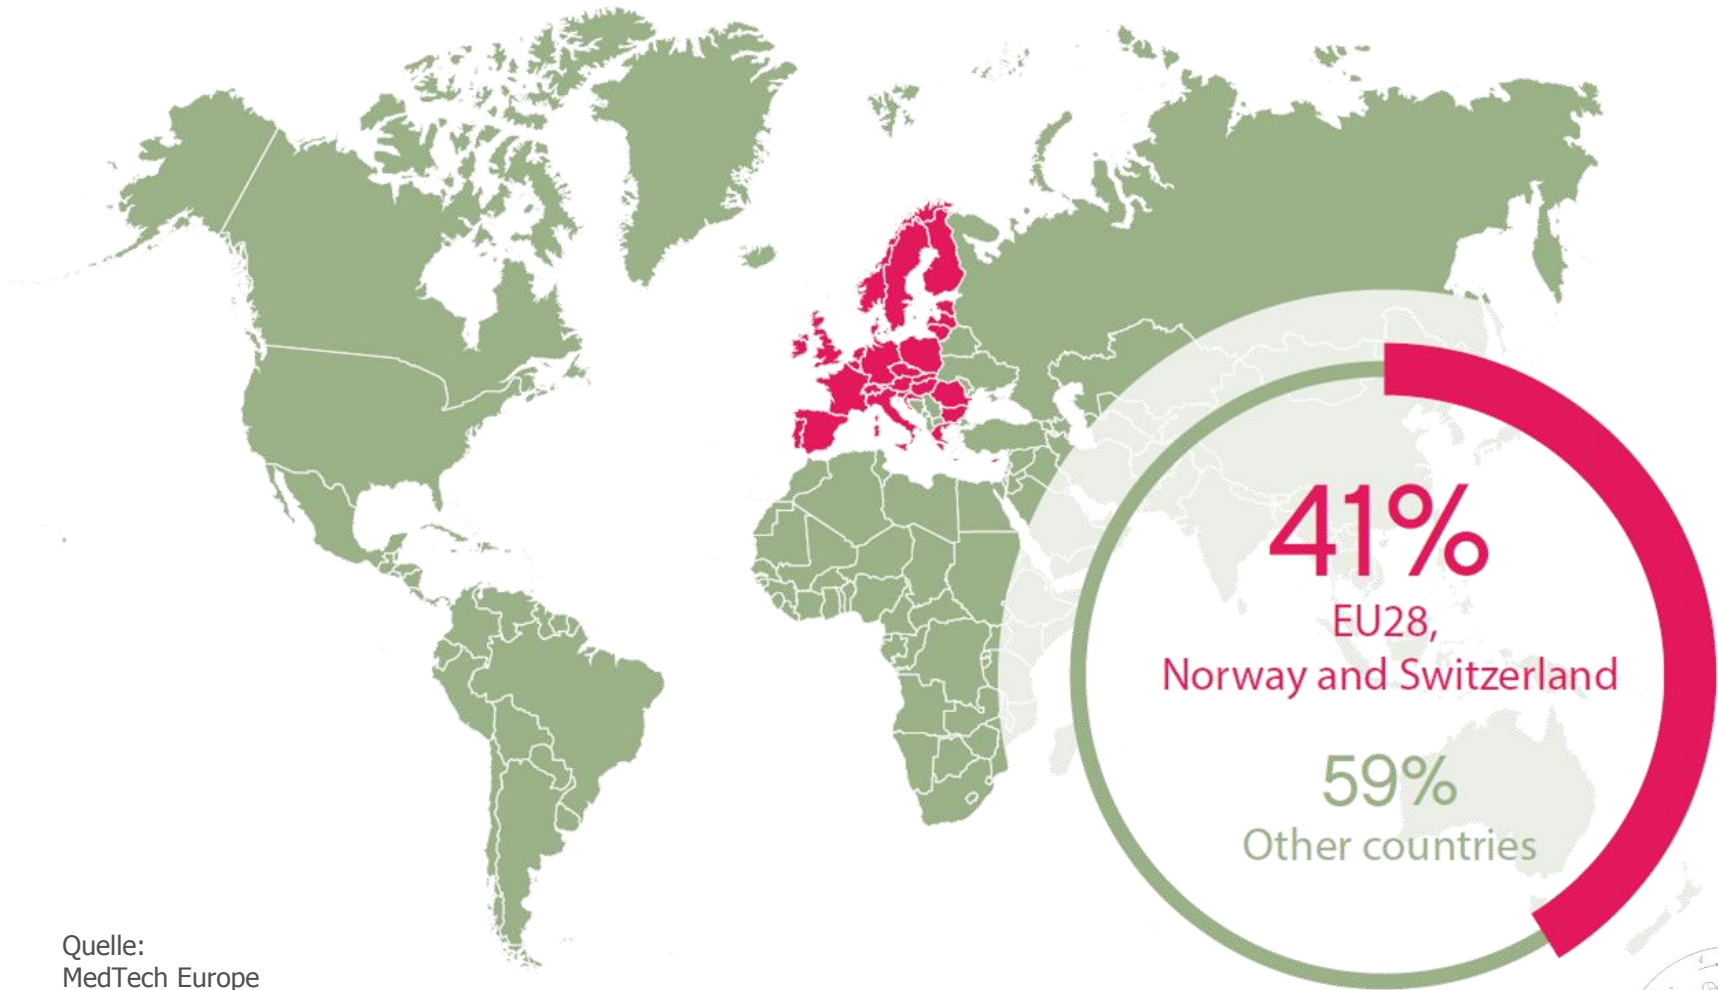 41%
EU28,
Norway and Switzerland
59%
Other countries
Quelle:
MedTech Europe